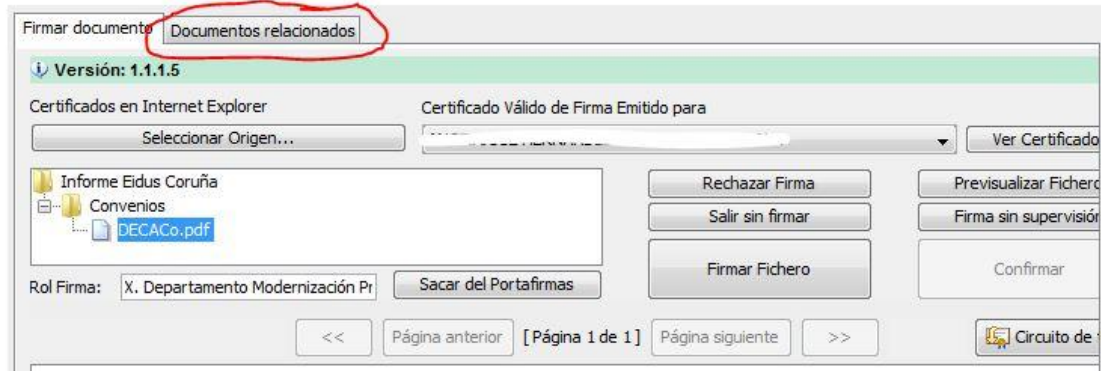 Firmar documento Documentos relacionados
Versión: 1.1.1.5
Certificados en Internet Explorer Certificado Válido de Firma Emitido para
Seleccionar Origen... Ver Certificado
Informe Eidus Coruña Rechazar Firma Previsualizar Fichero
Convenios Salir sin firmar Firma sin supervisión
DECACo.pdf
Firmar Fichero Confirmar
Rol Firma: X. Departamento Modernización Pr Sacar del Portafirmas
<< Página anterior [Página 1 de 1] Página siguiente >> Circuito de